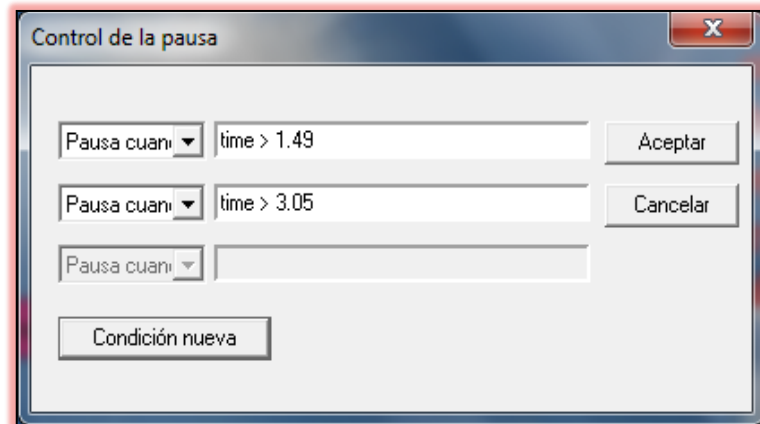 Control de la pausa
Pausa cuan time > 1.49 Aceptar
Pausa cuan time > 3.05 Cancelar
Pausa cuan
Condición nueva